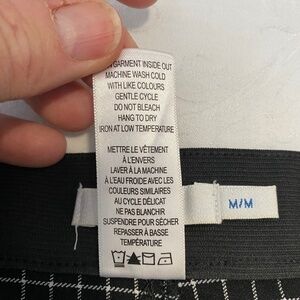 GARMENT INSIDE OUT
MACHINE WASH COLD
WITH LIKE COLOURS
GENTLE CYCLE
DO NOT BLEACH
HANG TO DRY
IRON AT LOW TEMPERATURE
METTRE LE VÊTEMENT
À L'ENVERS
LAVER À LA MACHINE
À L'EAU FROIDE AVEC LES
COULEURS SIMILAIRES
AU CYCLE DÉLICAT
NE PAS BLANCHIR
SUSPENDRE POUR SÉCHER
REPASSER À BASSE
TEMPÉRATURE
M/M